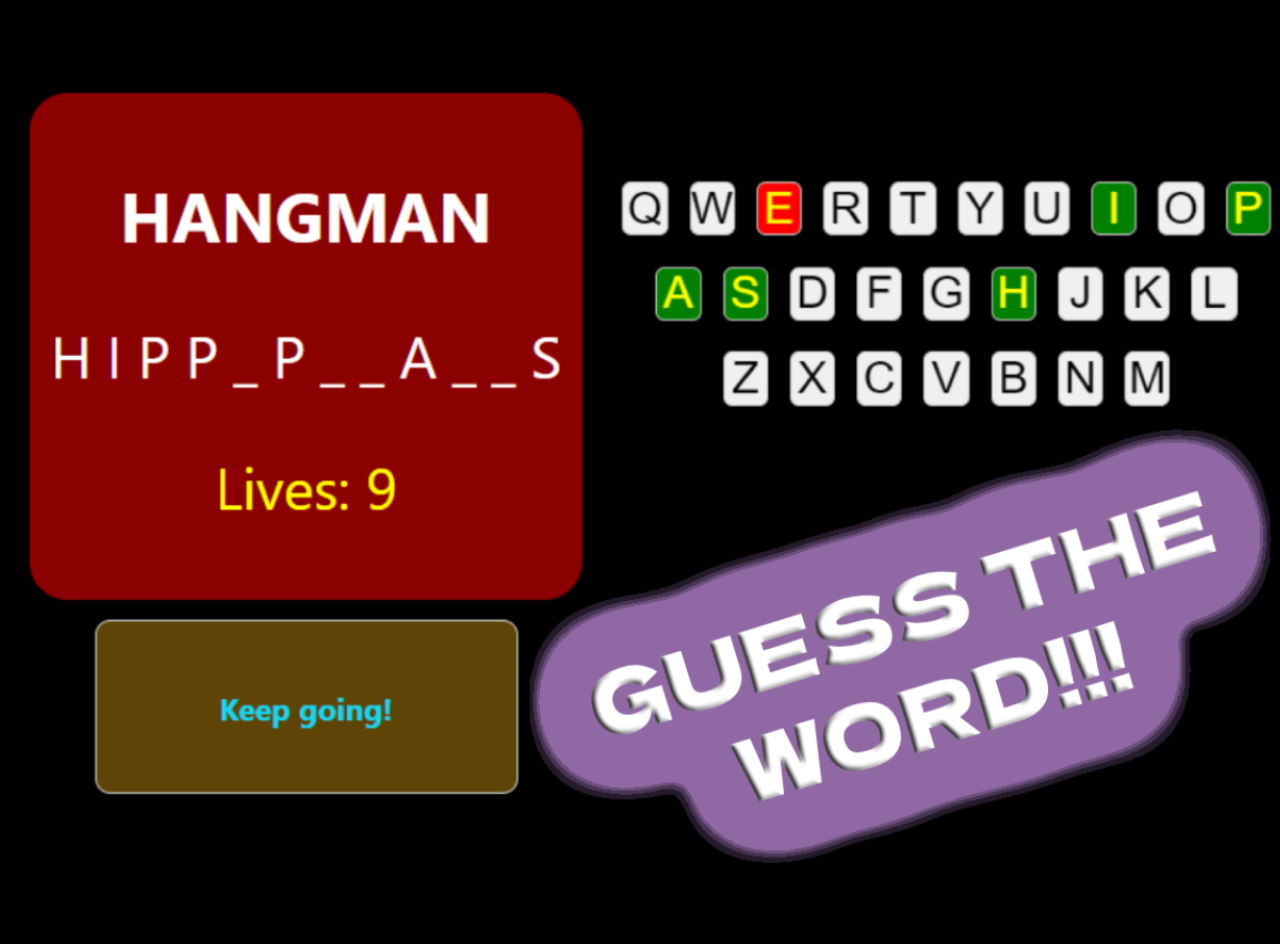 HANGMAN
H I P P _ P _ _ A _ _ S
Lives: 9
Keep going!
Q W E R T Y U I O P
A S D F G H J K L
Z X C V B N M
GUESS THE
WORD!!!